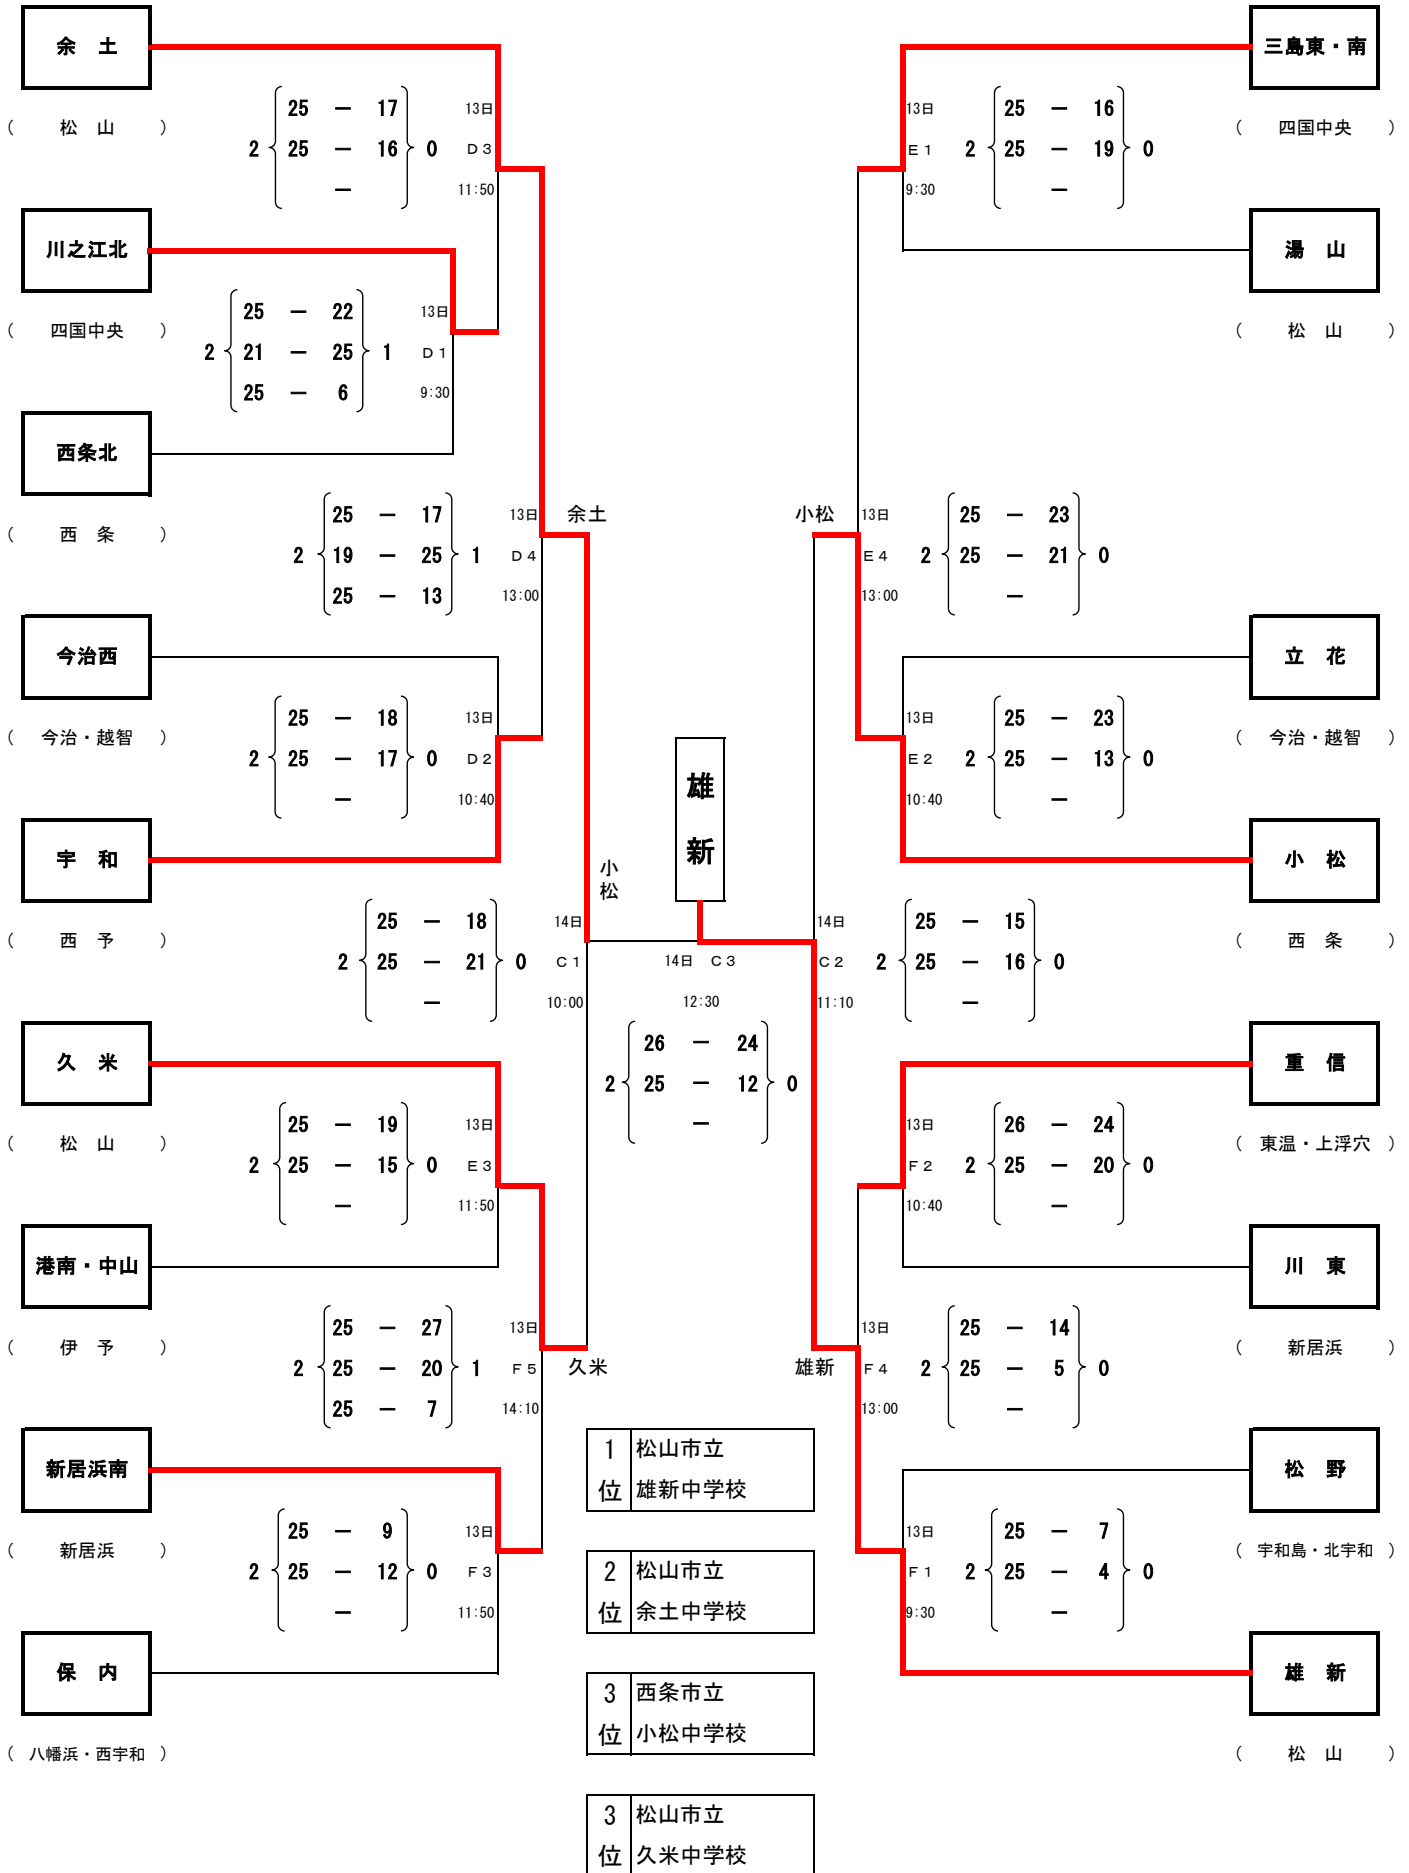 余 土
( 松 山 )
25 － 17
2 25 － 16 0
－
13日
D 3
11:50
川之江北
( 四国中央 )
25 － 22
2 21 － 25 1
25 － 6
13日
D 1
9:30
西条北
( 西 条 )
25 － 17
2 19 － 25 1
25 － 13
13日
D 4
13:00
余土
今治西
( 今治・越智 )
25 － 18
2 25 － 17 0
－
13日
D 2
10:40
宇 和
( 西 予 )
25 － 18
2 25 － 21 0
－
14日
C 1
10:00
小松
久 米
( 松 山 )
25 － 19
2 25 － 15 0
－
13日
E 3
11:50
港南・中山
( 伊 予 )
25 － 27
2 25 － 20 1
25 － 7
13日
F 5
14:10
久米
新居浜南
( 新居浜 )
25 － 9
2 25 － 12 0
－
13日
F 3
11:50
保 内
( 八幡浜・西宇和 )
雄新
14日 C 3
12:30
26 － 24
2 25 － 12 0
－
三島東・南
( 四国中央 )
13日
E 1
9:30
25 － 16
2 25 － 19 0
－
湯 山
( 松 山 )
小松
13日
E 4
13:00
25 － 23
2 25 － 21 0
－
立 花
( 今治・越智 )
13日
E 2
10:40
25 － 23
2 25 － 13 0
－
小 松
( 西 条 )
14日
C 2
11:10
25 － 15
2 25 － 16 0
－
重 信
( 東温・上浮穴 )
13日
F 2
10:40
26 － 24
2 25 － 20 0
－
川 東
( 新居浜 )
雄新
13日
F 4
13:00
25 － 14
2 25 － 5 0
－
松 野
( 宇和島・北宇和 )
13日
F 1
9:30
25 － 7
2 25 － 4 0
－
雄 新
( 松 山 )
1位
松山市立
雄新中学校
2位
松山市立
余土中学校
3位
西条市立
小松中学校
3位
松山市立
久米中学校